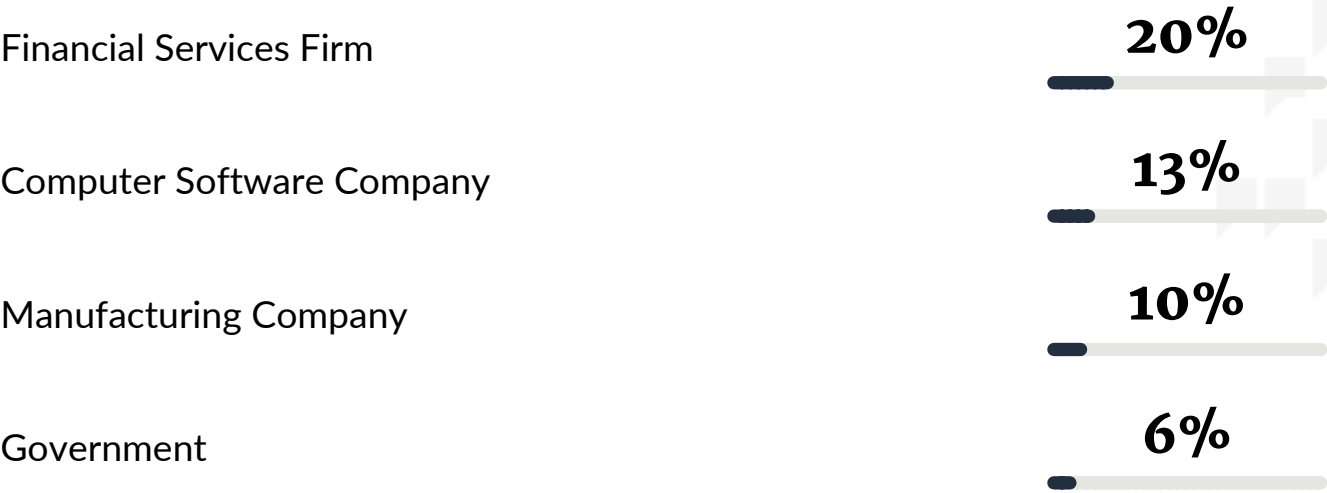 Financial Services Firm 20%
Computer Software Company 13%
Manufacturing Company 10%
Government 6%